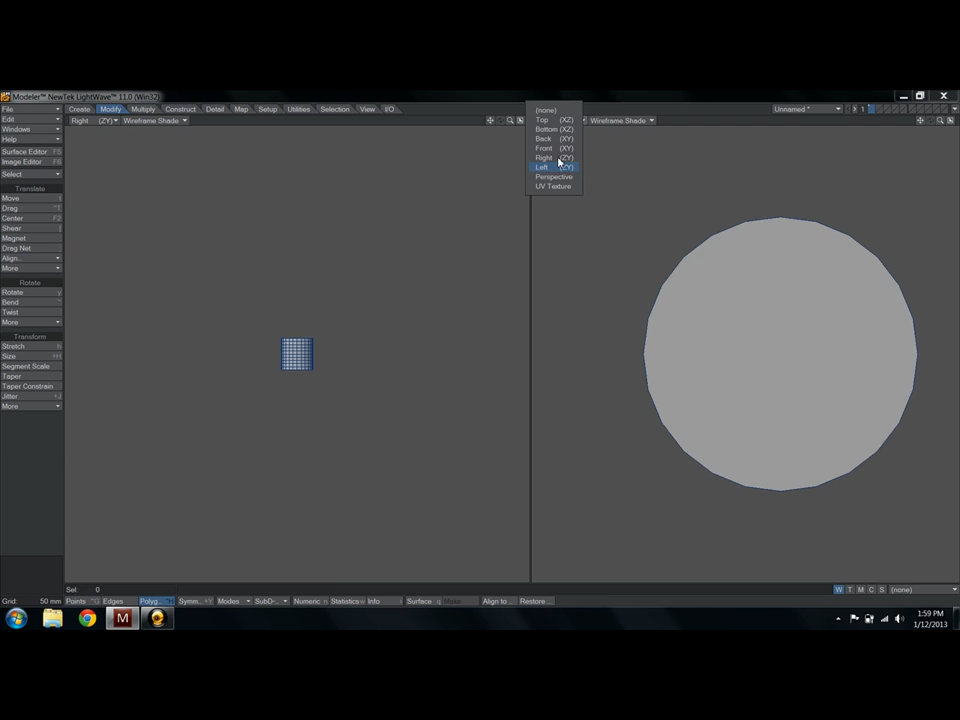 Modeler™ NewTek LightWave™ 11.0 (Win32)
File
Create
Modify
Multiply
Construct
Detail
Map
Setup
Utilities
Selection
View
I/O
Unnamed *
1
Edit
Windows
Help
Right (ZY)
Wireframe Shade
Wireframe Shade
(none)
Top (XZ)
Bottom (XZ)
Back (XY)
Front (XY)
Right (ZY)
Left (ZY)
Perspective
UV Texture
Surface Editor F5
Image Editor F6
Select
Translate
Move t
Drag ^T
Center F2
Shear [
Magnet
Drag Net
Align..
More
Rotate
Rotate y
Bend
Twist
More
Transform
Stretch h
Size +H
Segment Scale
Taper
Taper Constrain
Jitter +J
More
Sel: 0
W T M C S (none)
Grid: 50 mm
Points ^G
Edges
Polyg.. ^H
Symm.. +Y
Modes
SubD-..
Numeric n
Statistics w
Info i
Surface q
Make
Align to ...
Restore...
1:59 PM
1/12/2013